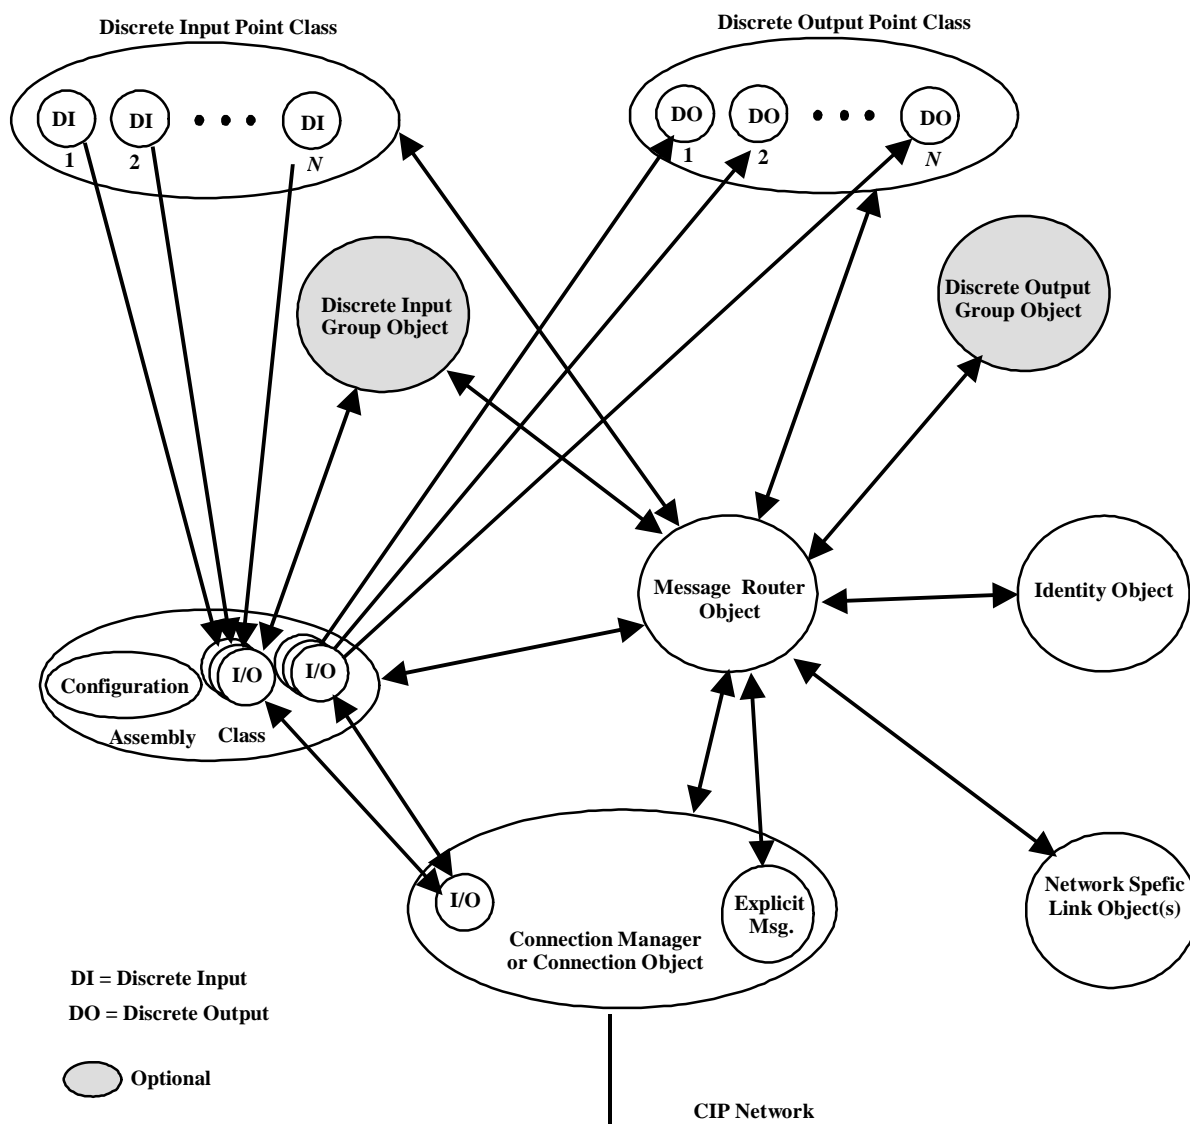 Discrete Input Point Class
Discrete Output Point Class
DI
DI
• • •
DI
1
2
N
DO
DO
• • •
DO
1
2
N
Discrete Input
Group Object
Discrete Output
Group Object
Message Router
Object
Identity Object
Configuration
I/O
I/O
Assembly Class
I/O
Explicit
Msg.
Connection Manager
or Connection Object
Network Spefic
Link Object(s)
DI = Discrete Input
DO = Discrete Output
Optional
CIP Network